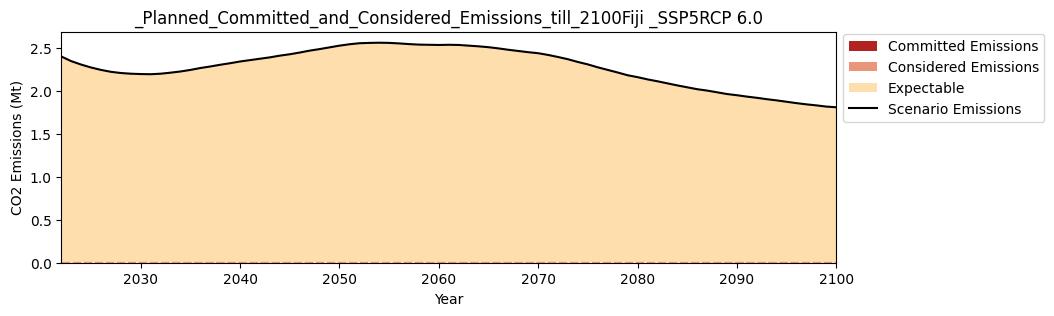 _Planned_Committed_and_Considered_Emissions_till_2100Fiji _SSP5RCP 6.0
2.5
2.0
1.5
1.0
0.5
0.0
CO2 Emissions (Mt)
2030 2040 2050 2060 2070 2080 2090 2100
Year
Committed Emissions
Considered Emissions
Expectable
Scenario Emissions